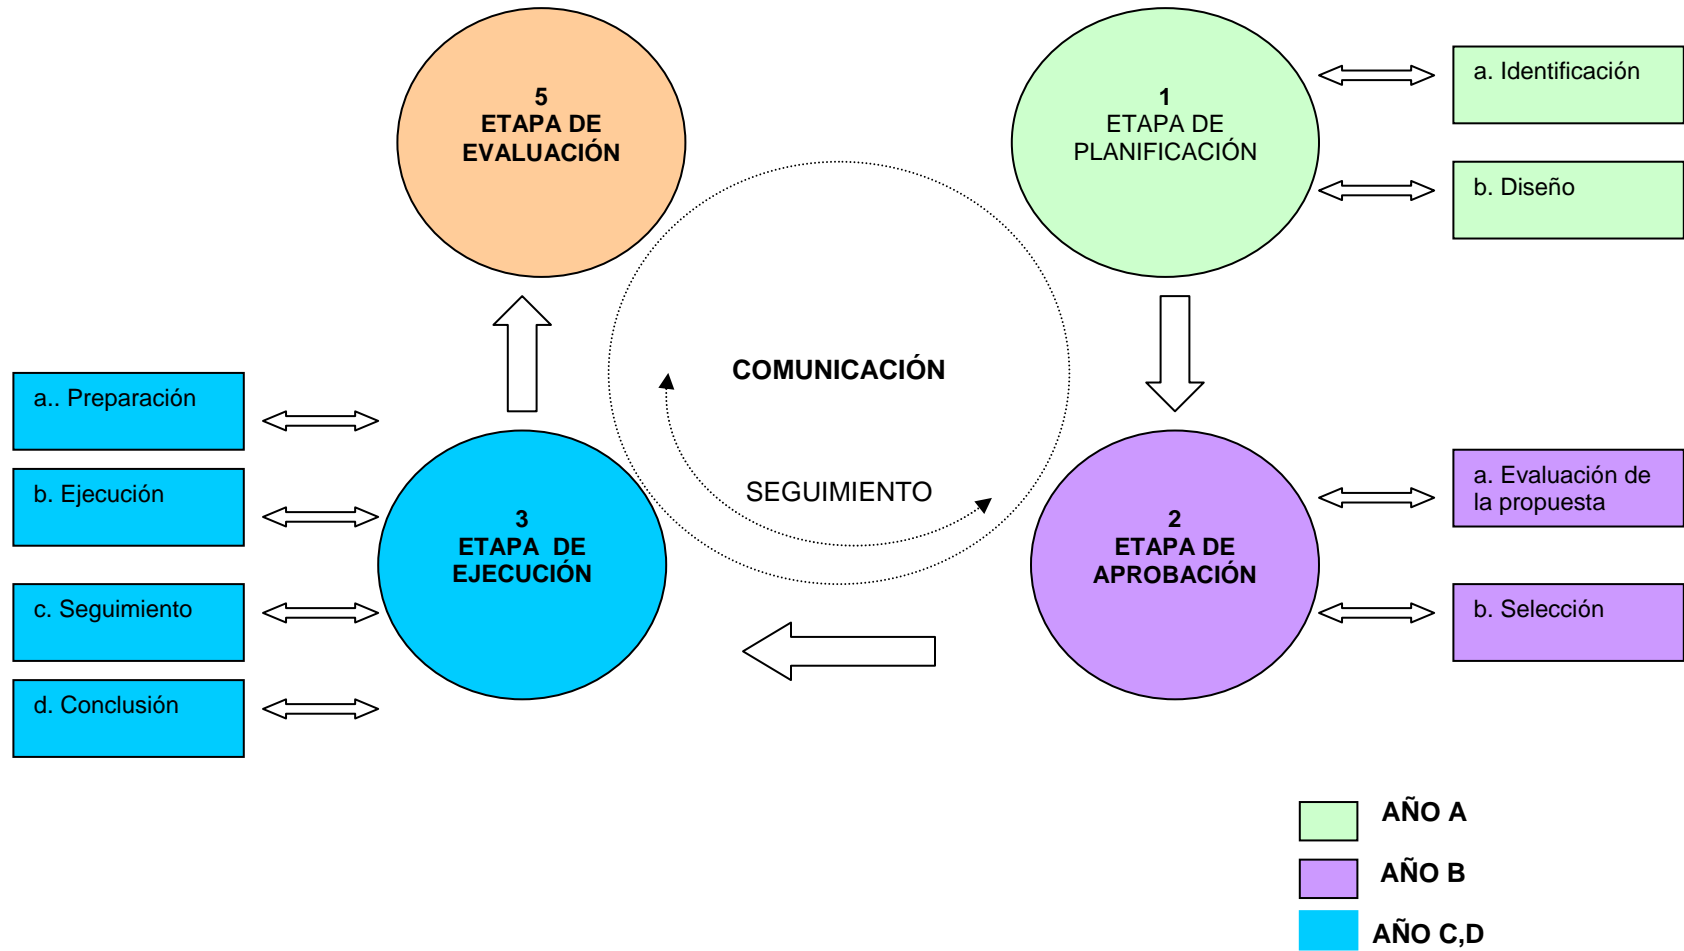 5
ETAPA DE
EVALUACIÓN
1
ETAPA DE
PLANIFICACIÓN
a. Identificación
b. Diseño
COMUNICACIÓN
SEGUIMIENTO
a.. Preparación
b. Ejecución
c. Seguimiento
d. Conclusión
3
ETAPA DE
EJECUCIÓN
2
ETAPA DE
APROBACIÓN
a. Evaluación de
la propuesta
b. Selección
AÑO A
AÑO B
AÑO C,D